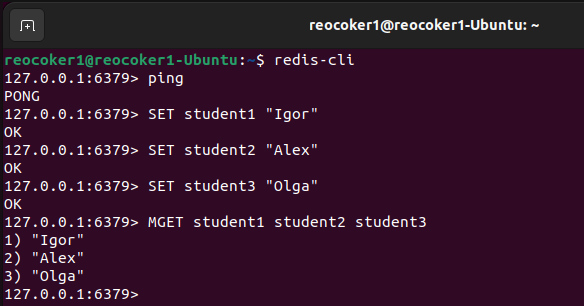 reocoker1@reocoker1-Ubuntu: ~
reocoker1@reocoker1-Ubuntu:~$ redis-cli
127.0.0.1:6379> ping
PONG
127.0.0.1:6379> SET student1 "Igor"
OK
127.0.0.1:6379> SET student2 "Alex"
OK
127.0.0.1:6379> SET student3 "Olga"
OK
127.0.0.1:6379> MGET student1 student2 student3
1) "Igor"
2) "Alex"
3) "Olga"
127.0.0.1:6379>